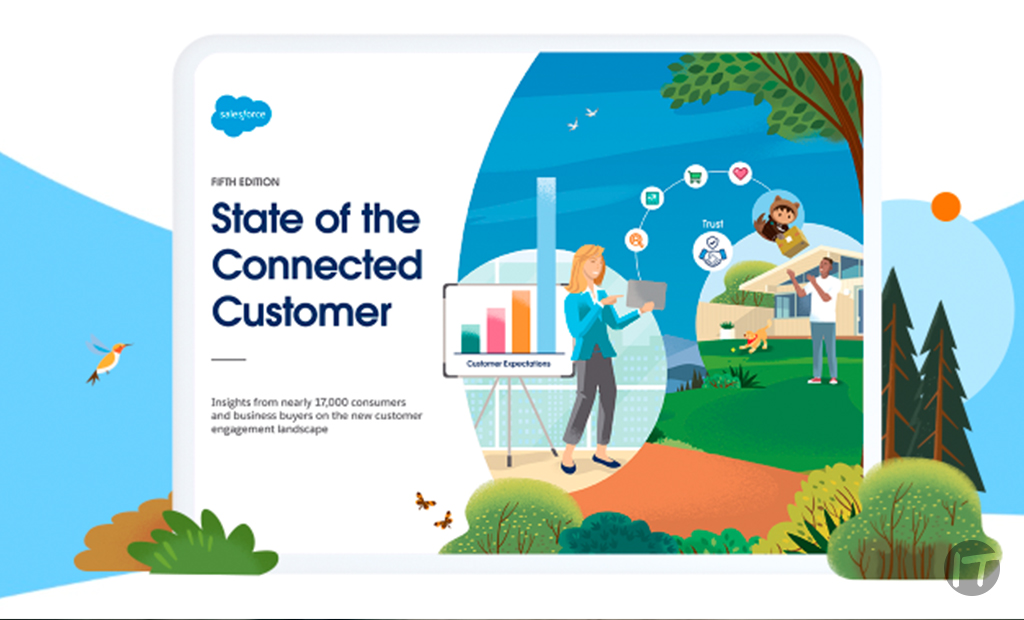 salesforce
FIFTH EDITION
State of the
Connected
Customer
Insights from nearly 17,000 consumers
and business buyers on the new customer
engagement landscape
Trust
Customer Expectations
IT